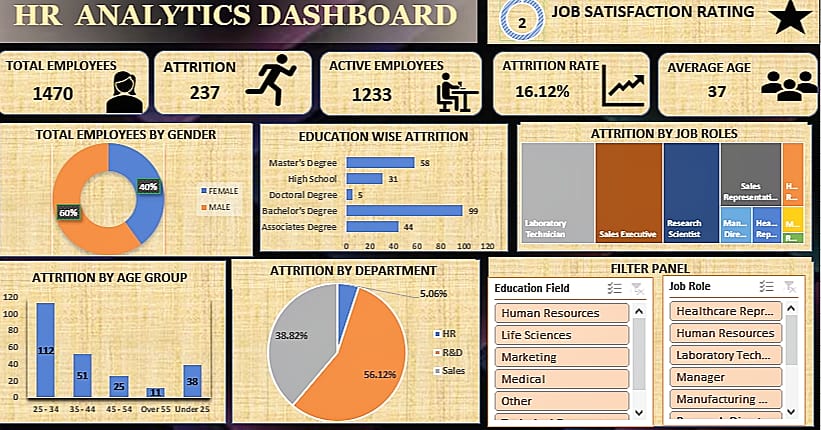 HR ANALYTICS DASHBOARD
2
JOB SATISFACTION RATING
TOTAL EMPLOYEES
1470
ATTRITION
237
ACTIVE EMPLOYEES
1233
ATTRITION RATE
16.12%
AVERAGE AGE
37
TOTAL EMPLOYEES BY GENDER
40%
60%
FEMALE
MALE
EDUCATION WISE ATTRITION
Master's Degree 58
High School 31
Doctoral Degree 5
Bachelor's Degree 99
Associates Degree 44
0 20 40 60 80 100 120
ATTRITION BY JOB ROLES
Laboratory
Technician
Sales Executive
Research
Scientist
Sales
Representati...
H...
R...
Man...
Dire...
Hea...
Rep...
M...
R...
ATTRITION BY AGE GROUP
120
100
80
60
40
20
0
112
51
25
11
38
25 - 34 35 - 44 45 - 54 Over 55 Under 25
ATTRITION BY DEPARTMENT
5.06%
38.82%
56.12%
HR
R&D
Sales
FILTER PANEL
Education Field
Human Resources
Life Sciences
Marketing
Medical
Other
Job Role
Healthcare Repr...
Human Resources
Laboratory Tech...
Manager
Manufacturing ...